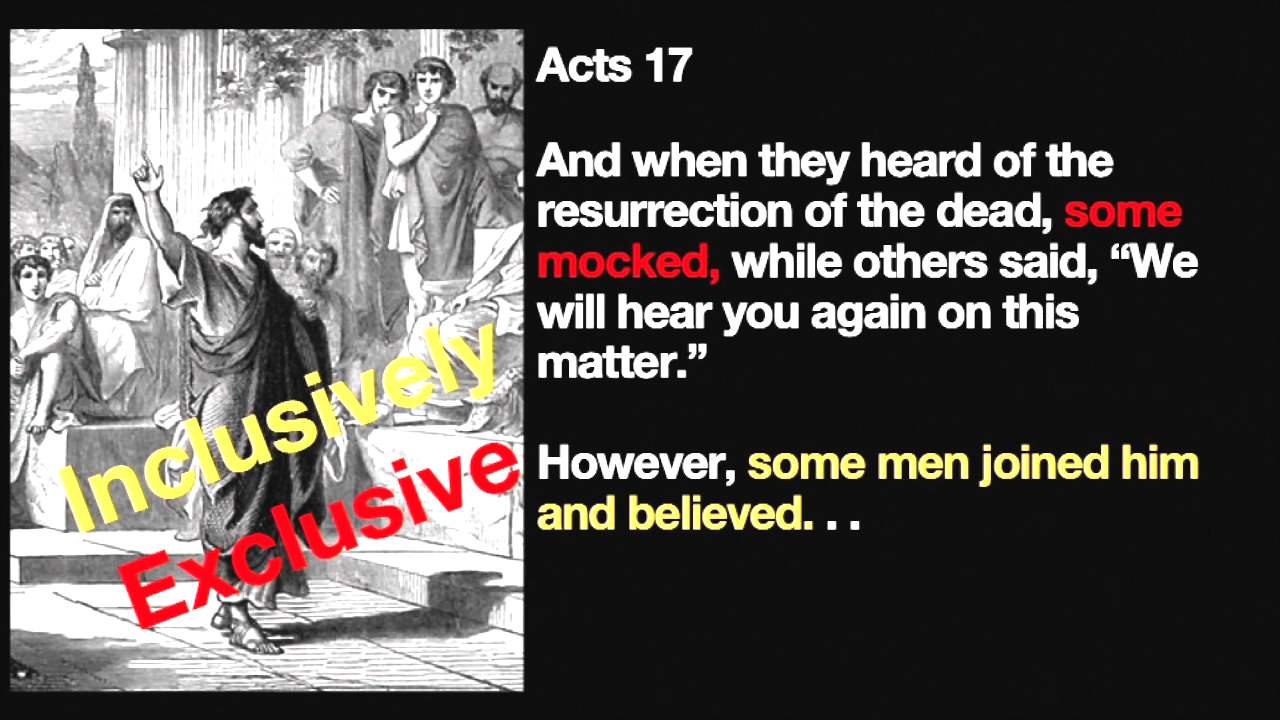 Acts 17
And when they heard of the
resurrection of the dead, some
mocked, while others said, “We
will hear you again on this
matter.”
However, some men joined him
and believed. . .
Inclusively
Exclusive